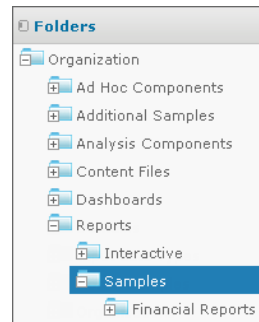 Folders
Organization
Ad Hoc Components
Additional Samples
Analysis Components
Content Files
Dashboards
Reports
Interactive
Samples
Financial Reports